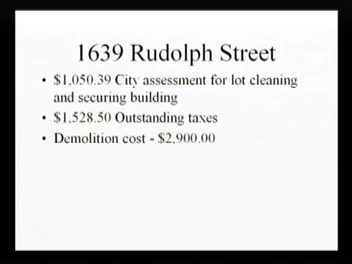 1639 Rudolph Street
• $1,050.39 City assessment for lot cleaning
and securing building
• $1,528.50 Outstanding taxes
• Demolition cost - $2,900.00